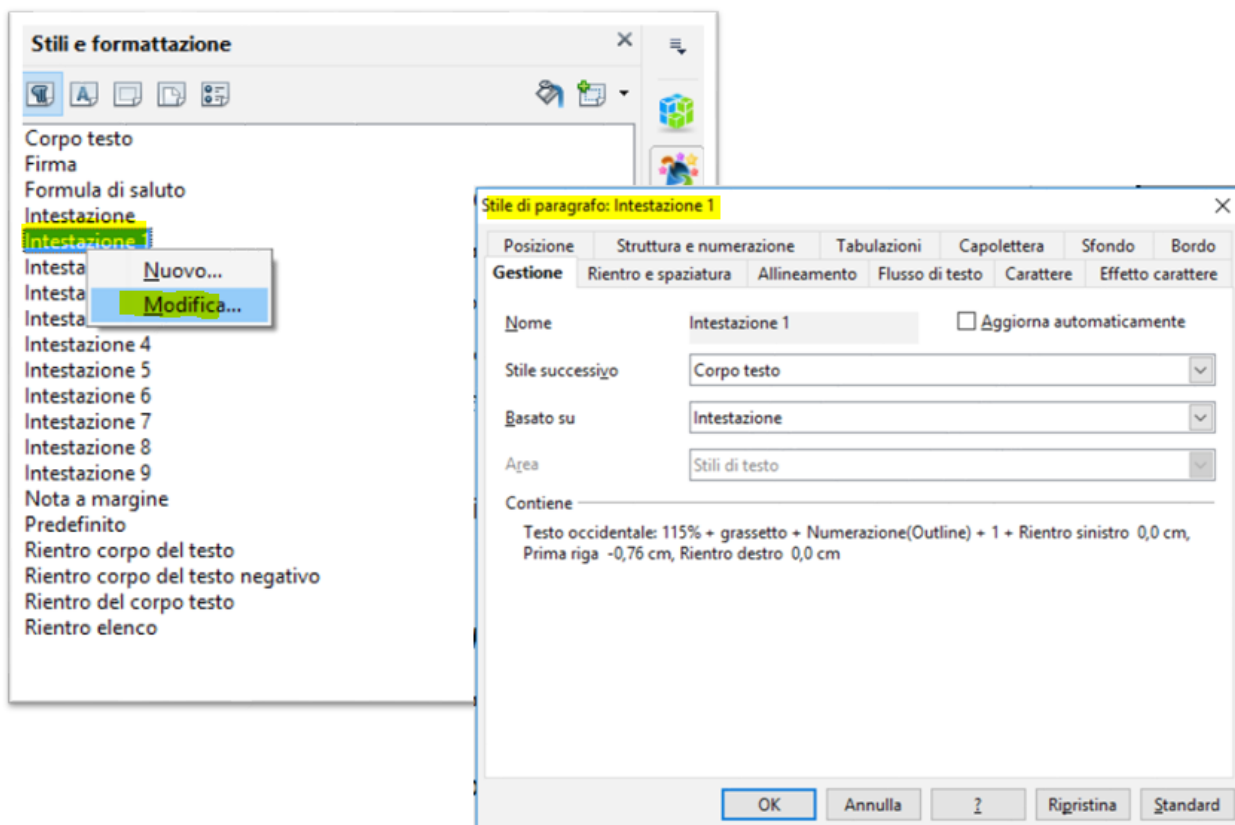 Stili e formattazione
Corpo testo
Firma
Formula di saluto
Intestazione
Intestazione 1
Intesta
Intesta
Intesta
Nuovo...
Modifica...
Intestazione 4
Intestazione 5
Intestazione 6
Intestazione 7
Intestazione 8
Intestazione 9
Nota a margine
Predefinito
Rientro corpo del testo
Rientro corpo del testo negativo
Rientro del corpo testo
Rientro elenco
Stile di paragrafo: Intestazione 1
Posizione Struttura e numerazione Tabulazioni Capolettera Sfondo Bordo
Gestione Rientro e spaziatura Allineamento Flusso di testo Carattere Effetto carattere
Nome Intestazione 1 Aggiorna automaticamente
Stile successivo Corpo testo
Basato su Intestazione
Area Stili di testo
Contiene
Testo occidentale: 115% + grassetto + Numerazione(Outline) + 1 + Rientro sinistro 0,0 cm,
Prima riga -0,76 cm, Rientro destro 0,0 cm
OK Annulla ? Ripristina Standard